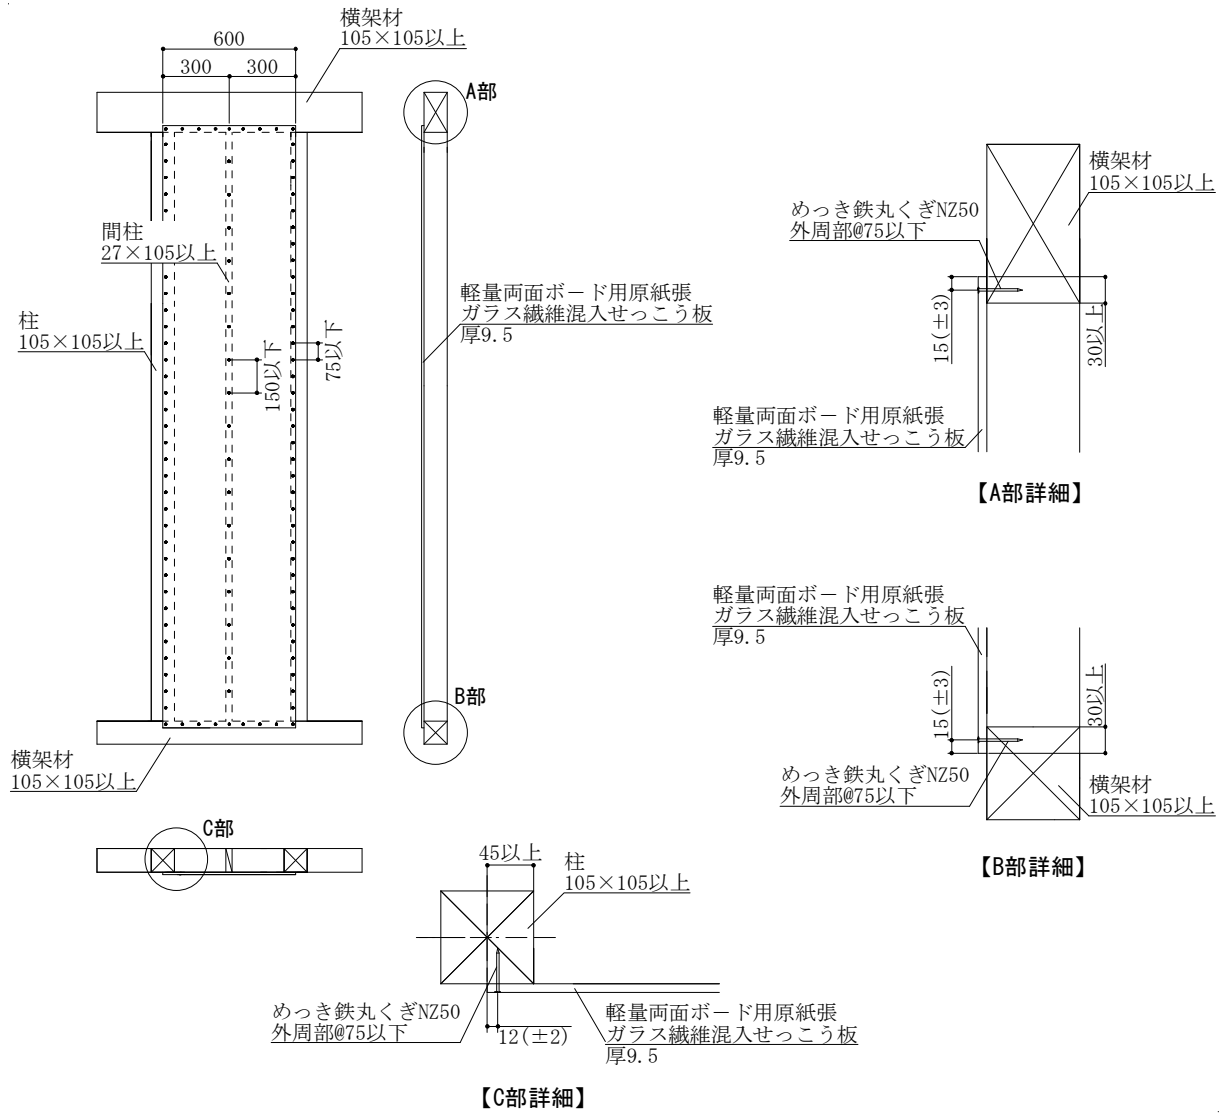 横架材
105×105以上
600
300
300
A部
間柱
27×105以上
柱
105×105以上
150以下
75以下
軽量両面ボード用原紙張
ガラス繊維混入せっこう板
厚9.5
B部
横架材
105×105以上
C部
横架材
105×105以上
めっき鉄丸くぎNZ50
外周部@75以下
15(±3)
30以上
軽量両面ボード用原紙張
ガラス繊維混入せっこう板
厚9.5
【A部詳細】
軽量両面ボード用原紙張
ガラス繊維混入せっこう板
厚9.5
15(±3)
30以上
めっき鉄丸くぎNZ50
外周部@75以下
横架材
105×105以上
【B部詳細】
45以上
柱
105×105以上
めっき鉄丸くぎNZ50
外周部@75以下
12(±2)
軽量両面ボード用原紙張
ガラス繊維混入せっこう板
厚9.5
【C部詳細】